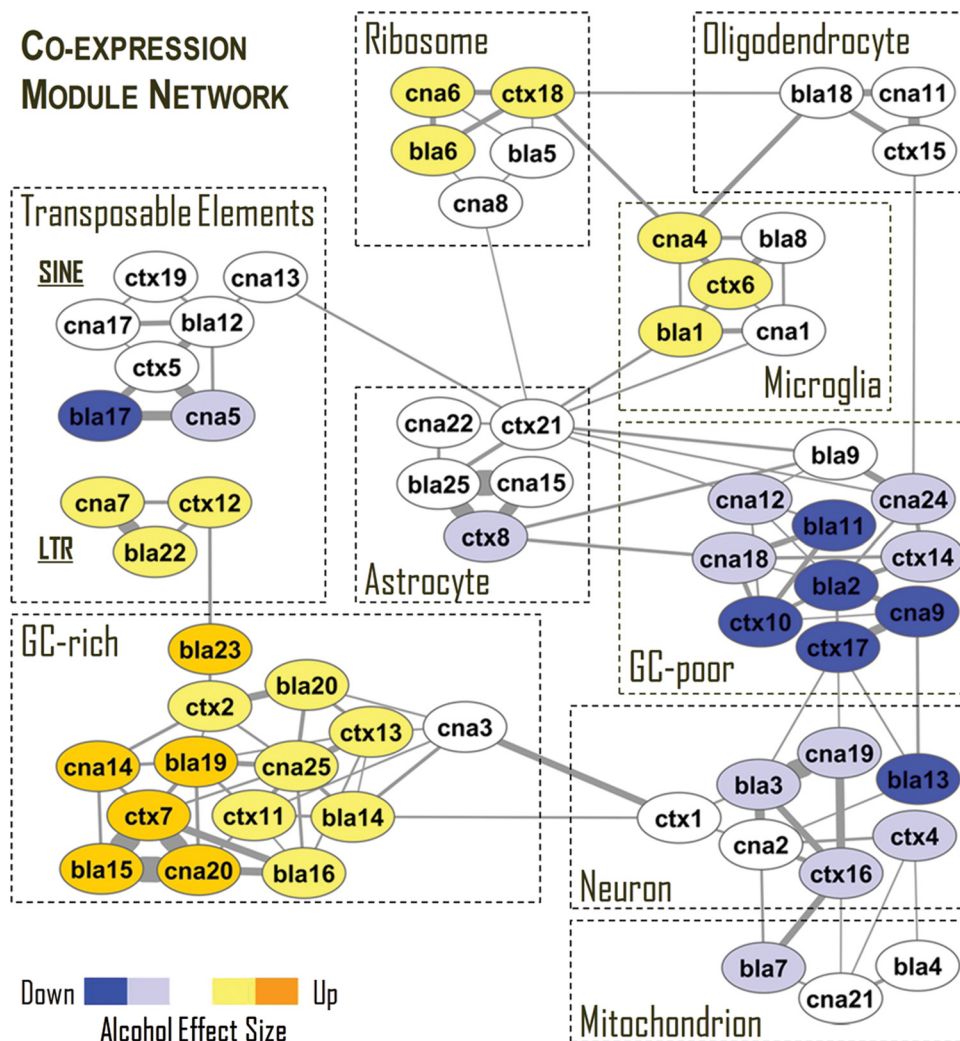 CO-EXPRESSION
MODULE NETWORK
Ribosome
cna6
ctx18
bla6
bla5
cna8
Oligodendrocyte
bla18
cna11
ctx15
Transposable Elements
SINE
ctx19
cna13
cna17
bla12
ctx5
bla17
cna5
cna7
ctx12
LTR
bla22
cna4
bla8
ctx6
bla1
cna1
Microglia
cna22
ctx21
bla25
cna15
ctx8
Astrocyte
bla9
cna12
cna24
bla11
cna18
ctx14
bla2
ctx10
cna9
ctx17
GC-poor
GC-rich
bla23
ctx2
bla20
ctx13
cna3
cna14
bla19
cna25
ctx7
ctx11
bla14
bla15
cna20
bla16
cna19
bla3
bla13
ctx1
cna2
ctx4
ctx16
Neuron
bla7
bla4
cna21
Mitochondrion
Down
Up
Alcohol Effect Size